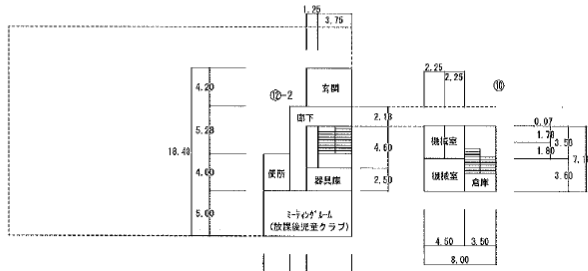 1.25
3.75
2.25
2.25
⑫-2
⑩
玄関
廊下
4.20
5.28
18.40
4.00
5.00
2.18
4.60
2.50
便所
器具庫
ミーティングルーム
(放課後児童クラブ)
機械室
機械室
倉庫
0.07
1.70
3.50
1.80
3.60
4.50
3.50
8.00